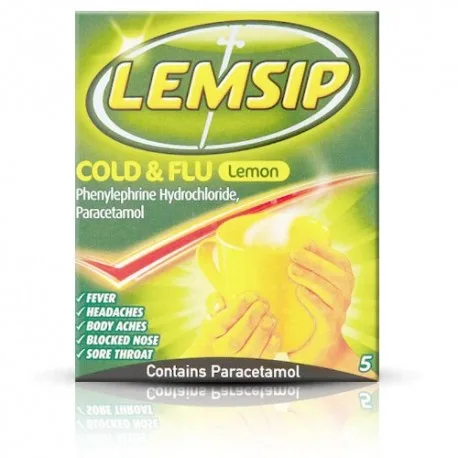 LEMSIP
COLD & FLU Lemon
Phenylephrine Hydrochloride,
Paracetamol
✓ FEVER
✓ HEADACHES
✓ BODY ACHES
✓ BLOCKED NOSE
✓ SORE THROAT
5
Contains Paracetamol